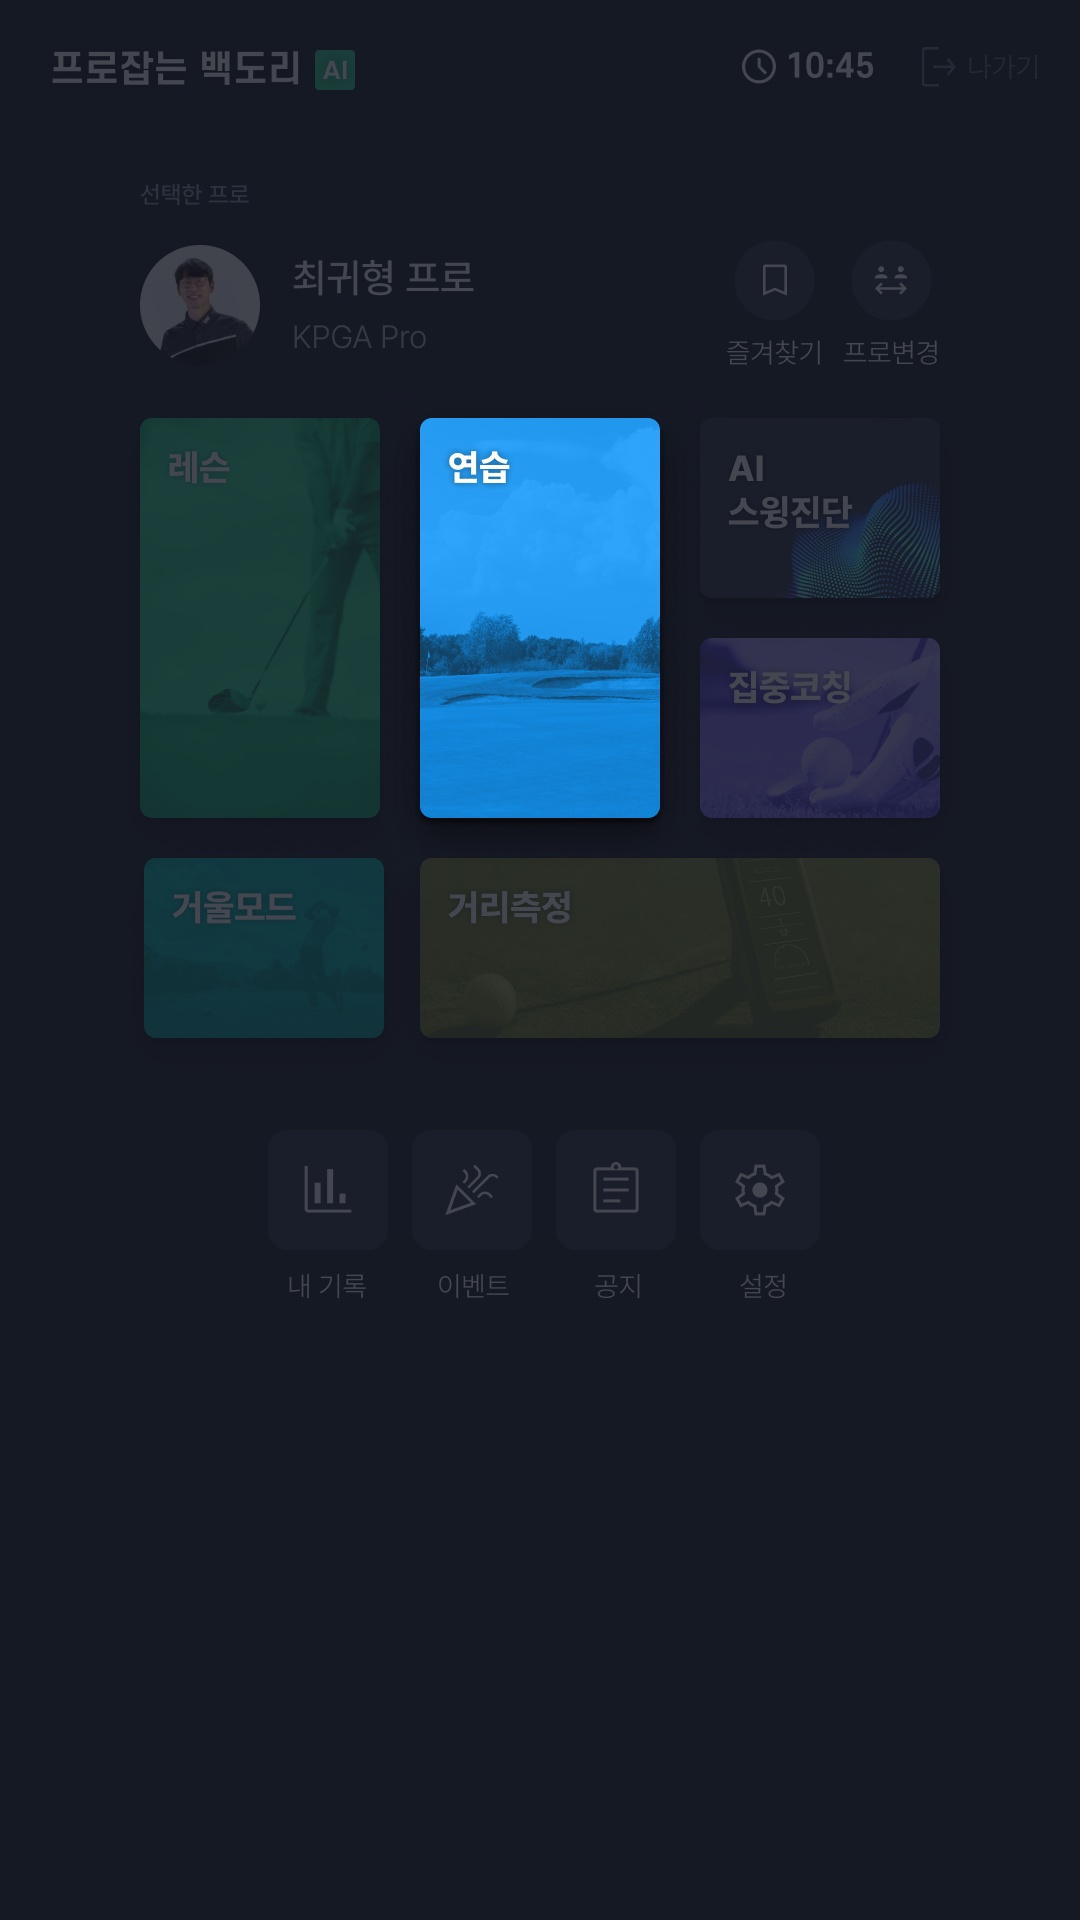 프로잡는 백도리 AI
10:45
나가기
선택한 프로
최귀형 프로
KPGA Pro
즐겨찾기
프로변경
레슨
연습
AI
스윙진단
집중코칭
거울모드
거리측정
40
내 기록
이벤트
공지
설정